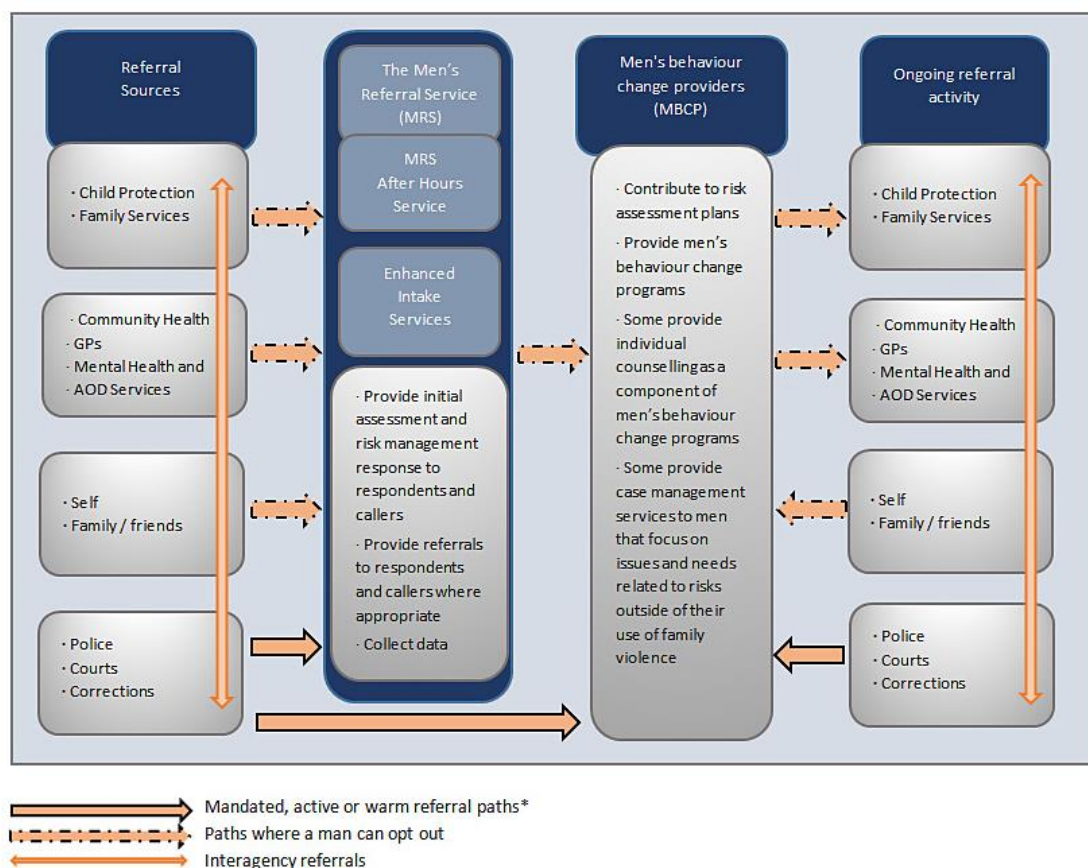 Referral
Sources
· Child Protection
· Family Services
· Community Health
· GPs
· Mental Health and
· AOD Services
· Self
· Family / friends
· Police
· Courts
· Corrections
The Men's
Referral Service
(MRS)
MRS
After Hours
Service
Enhanced
Intake
Services
· Provide initial
assessment and
risk management
response to
respondents and
callers
· Provide referrals
to respondents
and callers where
appropriate
· Collect data
Men's behaviour
change providers
(MBCP)
· Contribute to risk
assessment plans
· Provide men's
behaviour change
programs
· Some provide
individual
counselling as a
component of
men's behaviour
change programs
· Some provide
case management
services to men
that focus on
issues and needs
related to risks
outside of their
use of family
violence
Ongoing referral
activity
· Child Protection
· Family Services
· Community Health
· GPs
· Mental Health and
· AOD Services
· Self
· Family / friends
· Police
· Courts
· Corrections
Mandated, active or warm referral paths*
Paths where a man can opt out
Interagency referrals